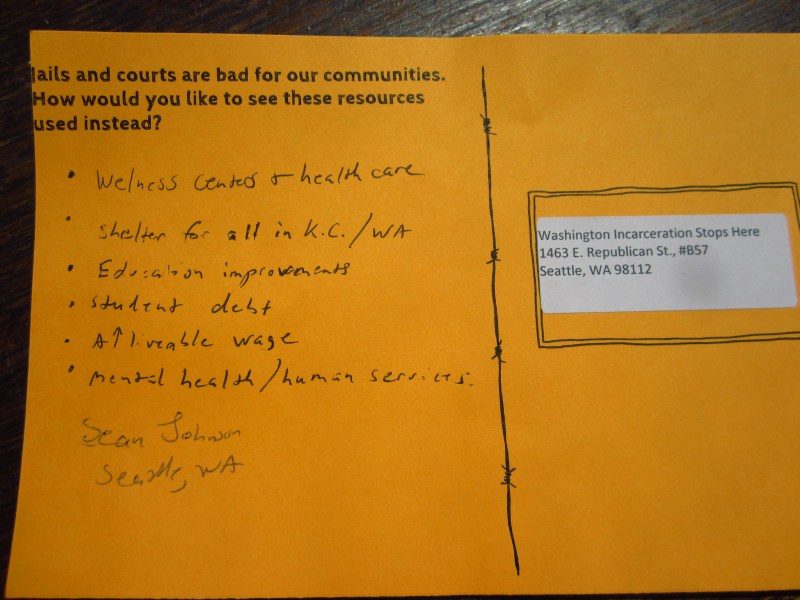 Jails and courts are bad for our communities.
How would you like to see these resources
used instead?
• Welness centers + health care
• Shelter for all in K.C./WA
• Education improvements
• Student debt
• A↑ liveable wage
• Mental health/human services.
Sean Johnson
Seattle, WA
Washington Incarceration Stops Here
1463 E. Republican St., #B57
Seattle, WA 98112